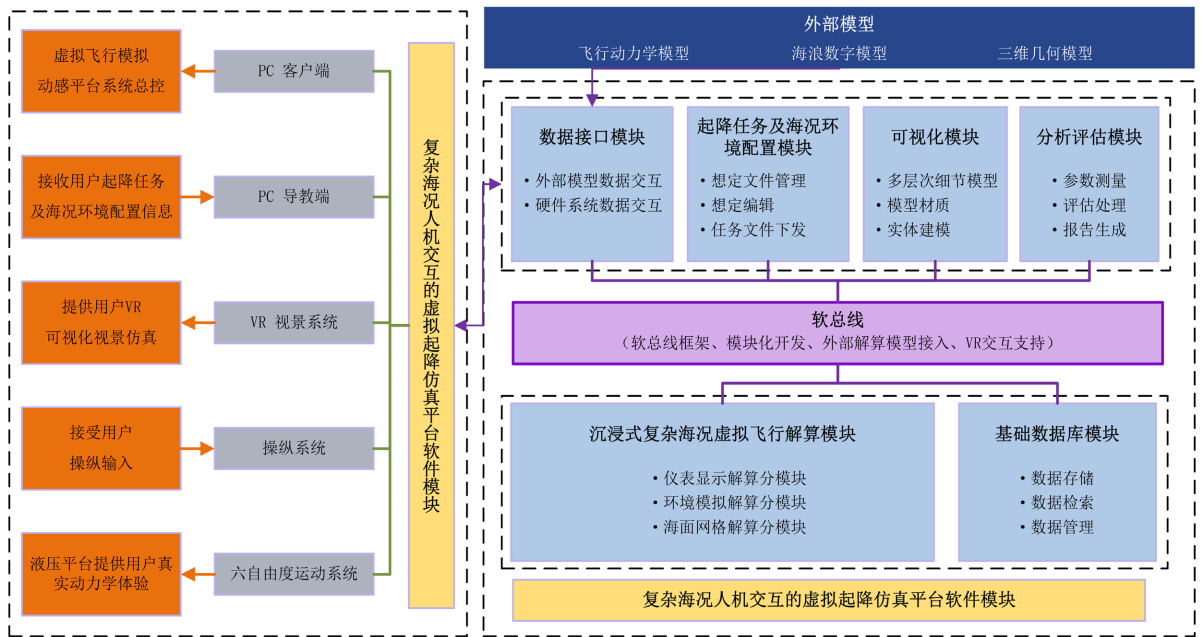 虚拟飞行模拟
动感平台系统总控
PC 客户端
接收用户起降任务
及海况环境配置信息
PC 导教端
提供用户VR
可视化视景仿真
VR 视景系统
接受用户
操纵输入
操纵系统
液压平台提供用户真
实动力学体验
六自由度运动系统
复杂海况人机交互的虚拟起降仿真平台软件模块
外部模型
飞行动力学模型 海浪数字模型 三维几何模型
数据接口模块
• 外部模型数据交互
• 硬件系统数据交互
起降任务及海况环
境配置模块
• 想定文件管理
• 想定编辑
• 任务文件下发
可视化模块
• 多层次细节模型
• 模型材质
• 实体建模
分析评估模块
• 参数测量
• 评估处理
• 报告生成
软总线
（软总线框架、模块化开发、外部解算模型接入、VR交互支持）
沉浸式复杂海况虚拟飞行解算模块
• 仪表显示解算分模块
• 环境模拟解算分模块
• 海面网格解算分模块
基础数据库模块
• 数据存储
• 数据检索
• 数据管理
复杂海况人机交互的虚拟起降仿真平台软件模块